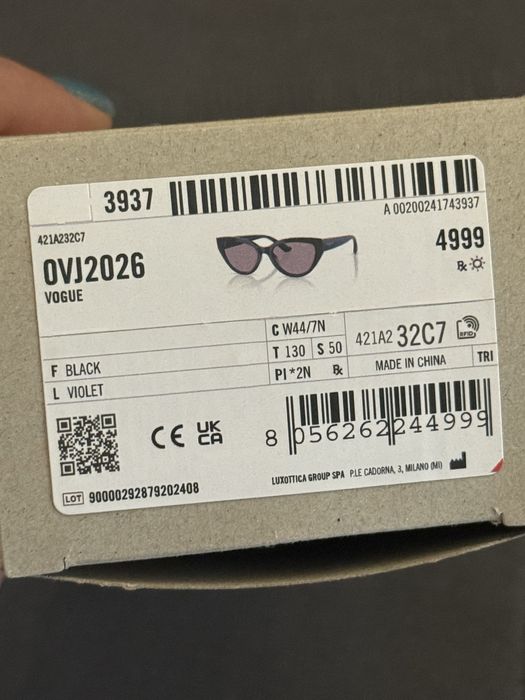 3937
A 00200241743937
421A232C7
0VJ2026
VOGUE
4999
℞
C W44/7N
T 130 S 50
PI *2N ℞
421A2 32C7
RFID
MADE IN CHINA
TRI
F BLACK
L VIOLET
CE UK CA
8 056262 244999
LOT 90000292879202408
LUXOTTICA GROUP SPA P.LE CADORNA, 3, MILANO (MI)